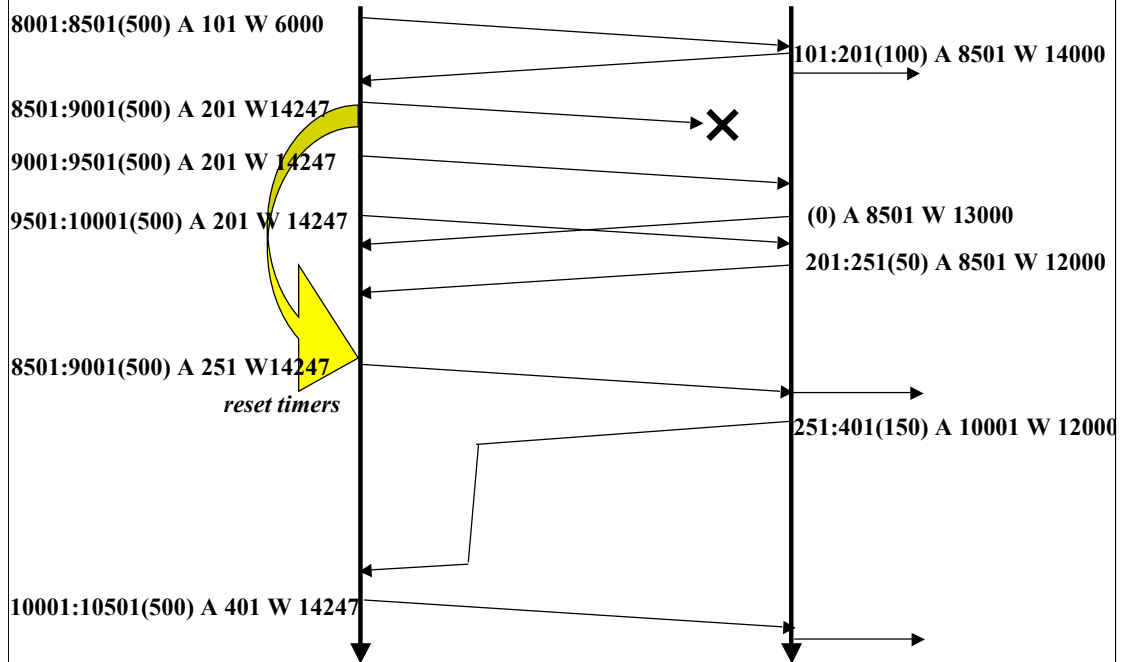 8001:8501(500) A 101 W 6000
101:201(100) A 8501 W 14000
8501:9001(500) A 201 W14247
9001:9501(500) A 201 W 14247
9501:10001(500) A 201 W 14247
(0) A 8501 W 13000
201:251(50) A 8501 W 12000
8501:9001(500) A 251 W14247
reset timers
251:401(150) A 10001 W 12000
10001:10501(500) A 401 W 14247